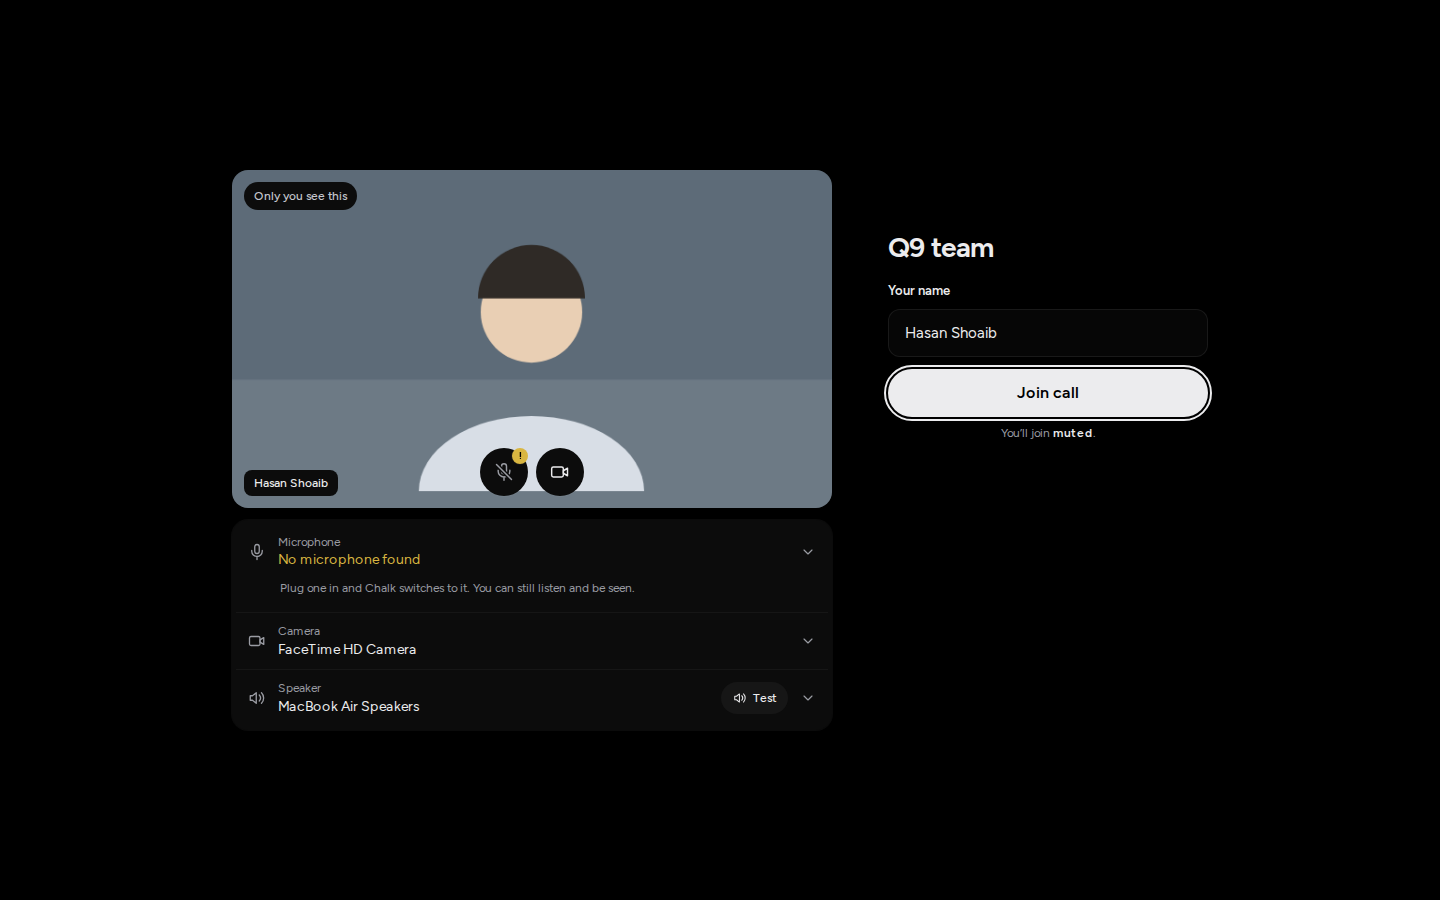 Only you see this
Hasan Shoaib
Microphone
No microphone found
Plug one in and Chalk switches to it. You can still listen and be seen.
Camera
FaceTime HD Camera
Speaker
MacBook Air Speakers
Test
Q9 team
Your name
Hasan Shoaib
Join call
You'll join muted.